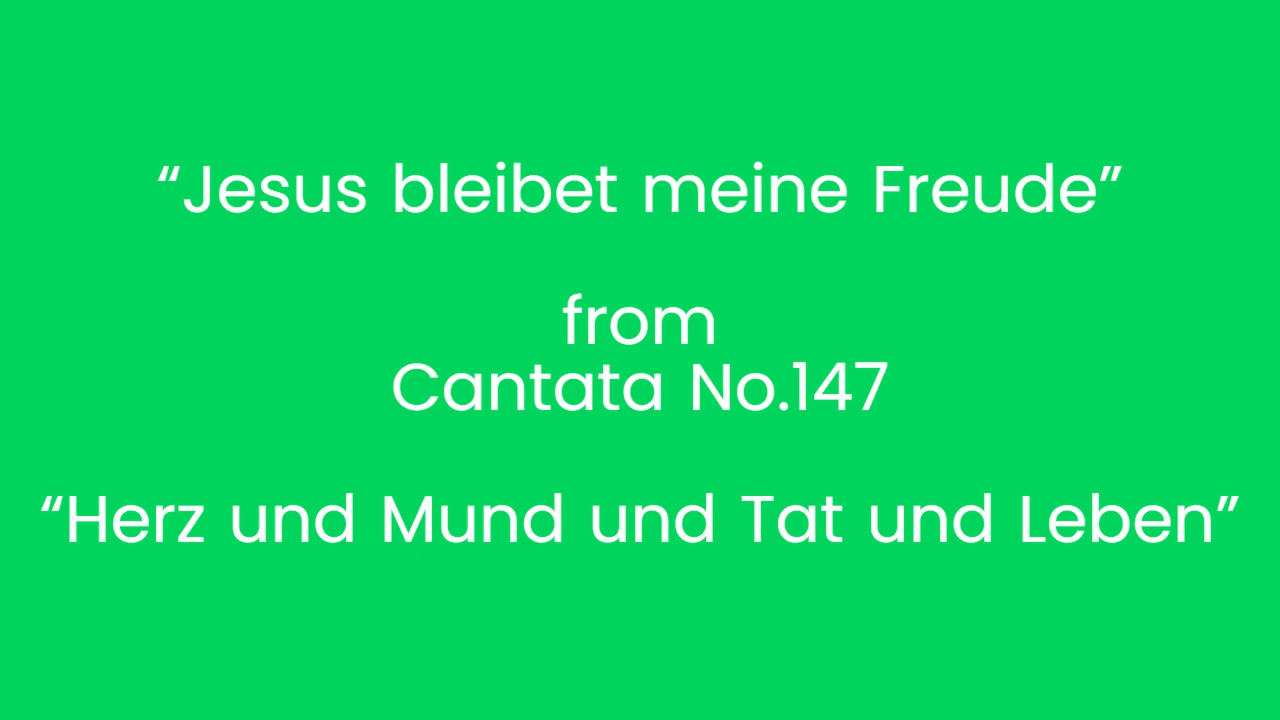 “Jesus bleibet meine Freude”
from
Cantata No.147
“Herz und Mund und Tat und Leben”